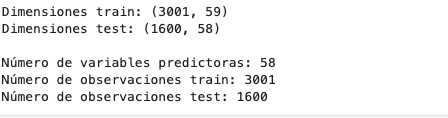 Dimensiones train: (3001, 59)
Dimensiones test: (1600, 58)
Número de variables predictoras: 58
Número de observaciones train: 3001
Número de observaciones test: 1600